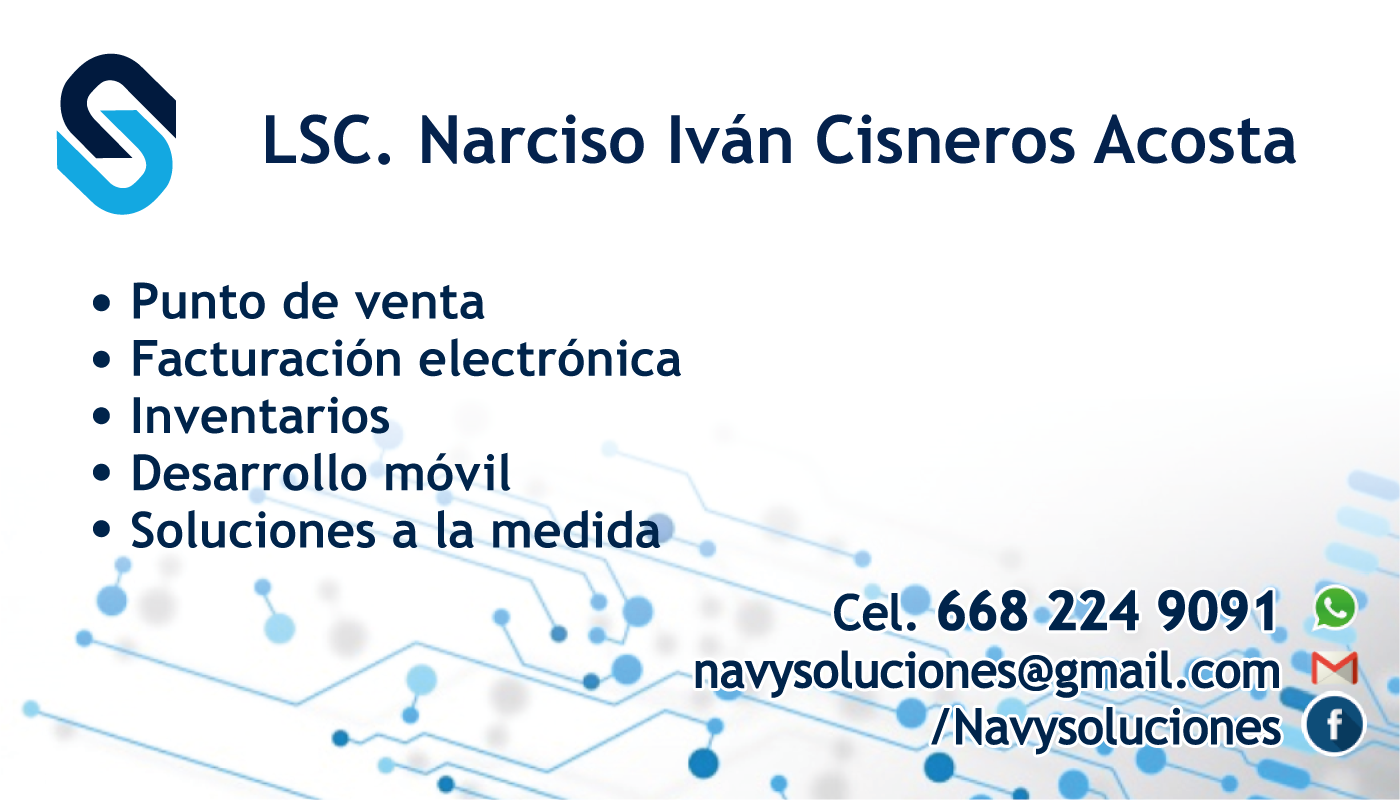 LSC. Narciso Iván Cisneros Acosta
• Punto de venta
• Facturación electrónica
• Inventarios
• Desarrollo móvil
• Soluciones a la medida
Cel. 668 224 9091
navysoluciones@gmail.com
/Navysoluciones